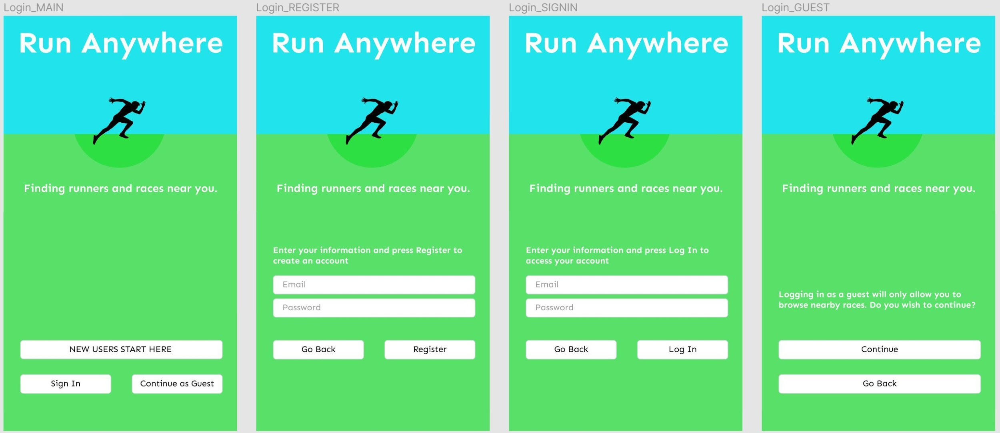 Login_MAIN
Run Anywhere
Finding runners and races near you.
NEW USERS START HERE
Sign In
Continue as Guest
Login_REGISTER
Run Anywhere
Finding runners and races near you.
Enter your information and press Register to
create an account
Email
Password
Go Back
Register
Login_SIGNIN
Run Anywhere
Finding runners and races near you.
Enter your information and press Log In to
access your account
Email
Password
Go Back
Log In
Login_GUEST
Run Anywhere
Finding runners and races near you.
Logging in as a guest will only allow you to
browse nearby races. Do you wish to continue?
Continue
Go Back